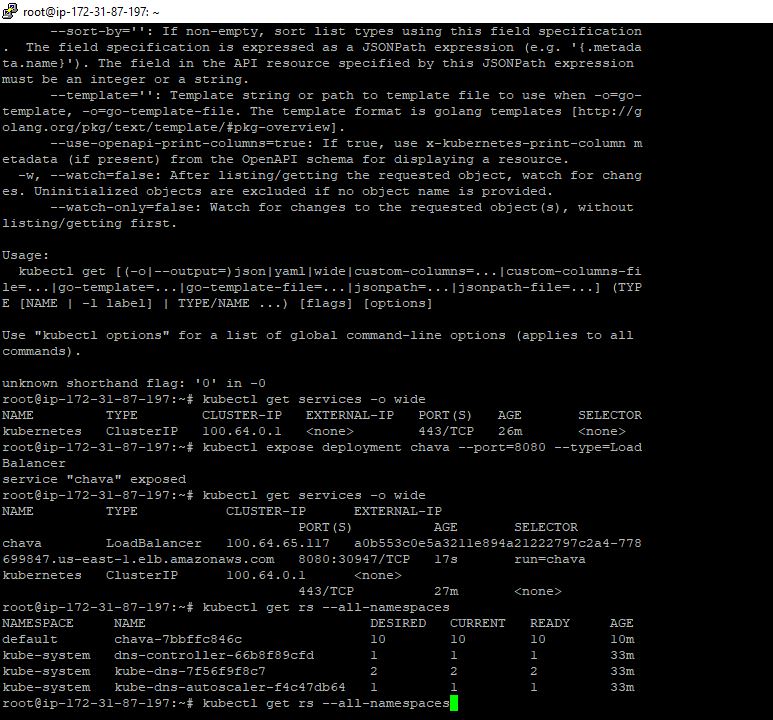 root@ip-172-31-87-197: ~
--sort-by='': If non-empty, sort list types using this field specification
.  The field specification is expressed as a JSONPath expression (e.g. '{.metada
ta.name}'). The field in the API resource specified by this JSONPath expression
must be an integer or a string.
--template='': Template string or path to template file to use when -o=go-
template, -o=go-template-file. The template format is golang templates [http://g
olang.org/pkg/text/template/#pkg-overview].
--use-openapi-print-columns=true: If true, use x-kubernetes-print-column m
etadata (if present) from the OpenAPI schema for displaying a resource.
-w, --watch=false: After listing/getting the requested object, watch for chang
es. Uninitialized objects are excluded if no object name is provided.
--watch-only=false: Watch for changes to the requested object(s), without
listing/getting first.
Usage:
kubectl get [(-o|--output=)json|yaml|wide|custom-columns=...|custom-columns-fi
le=...|go-template=...|go-template-file=...|jsonpath=...|jsonpath-file=...] (TYP
E [NAME | -l label] | TYPE/NAME ...) [flags] [options]
Use "kubectl options" for a list of global command-line options (applies to all
commands).
unknown shorthand flag: '0' in -0
root@ip-172-31-87-197:~# kubectl get services -o wide
NAME         TYPE        CLUSTER-IP   EXTERNAL-IP   PORT(S)   AGE       SELECTOR
kubernetes   ClusterIP   100.64.0.1   <none>        443/TCP   26m       <none>
root@ip-172-31-87-197:~# kubectl expose deployment chava --port=8080 --type=Load
Balancer
service "chava" exposed
root@ip-172-31-87-197:~# kubectl get services -o wide
NAME         TYPE           CLUSTER-IP      EXTERNAL-IP
PORT(S)          AGE       SELECTOR
chava        LoadBalancer   100.64.65.117   a0b553c0e5a3211e894a21222797c2a4-778
699847.us-east-1.elb.amazonaws.com   8080:30947/TCP   17s       run=chava
kubernetes   ClusterIP      100.64.0.1      <none>
443/TCP          27m       <none>
root@ip-172-31-87-197:~# kubectl get rs --all-namespaces
NAMESPACE     NAME                            DESIRED   CURRENT   READY     AGE
default       chava-7bbffc846c                10        10        10        10m
kube-system   dns-controller-66b8f89cfd       1         1         1         33m
kube-system   kube-dns-7f56f9f8c7             2         2         2         33m
kube-system   kube-dns-autoscaler-f4c47db64   1         1         1         33m
root@ip-172-31-87-197:~# kubectl get rs --all-namespaces